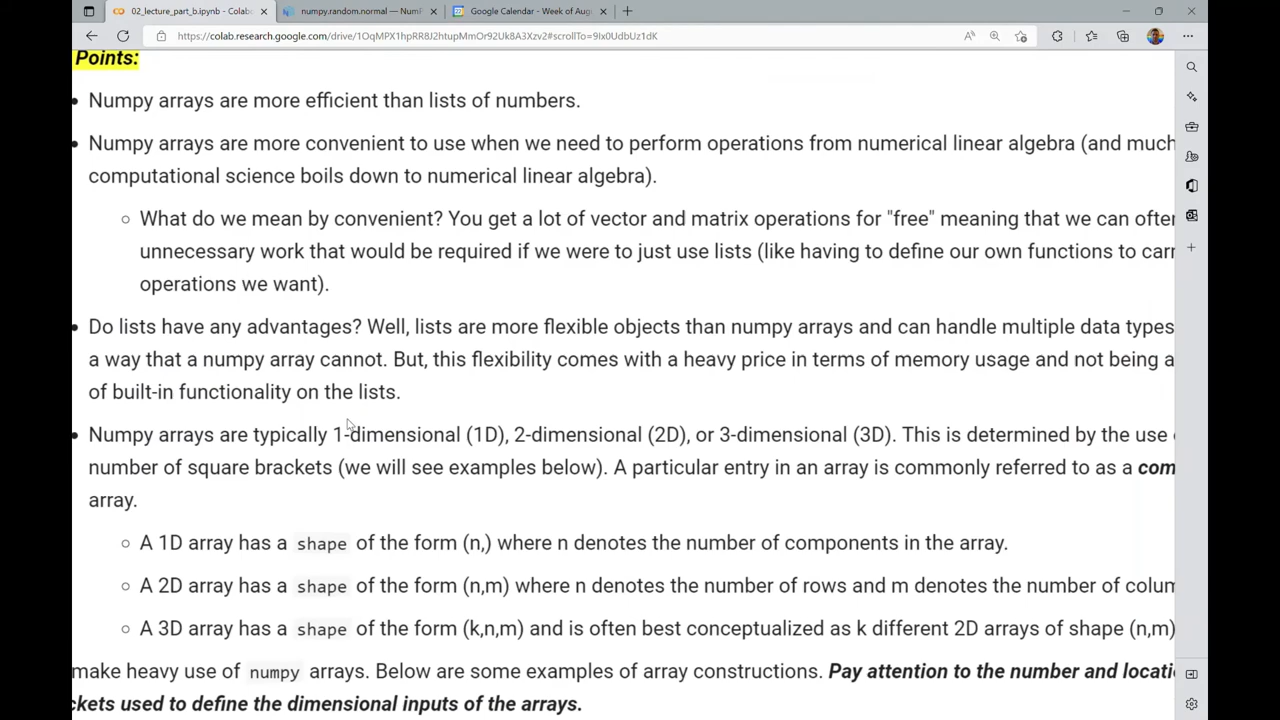 02_lecture_part_b.ipynb - Colab
numpy.random.normal — NumP
Google Calendar - Week of Aug
https://colab.research.google.com/drive/1OqMPX1hpRR8J2htupMmOr92Uk8A3Xzv2#scrollTo=9Ix0UdbUz1dK
Points:
• Numpy arrays are more efficient than lists of numbers.
• Numpy arrays are more convenient to use when we need to perform operations from numerical linear algebra (and much
computational science boils down to numerical linear algebra).
○ What do we mean by convenient? You get a lot of vector and matrix operations for "free" meaning that we can often
unnecessary work that would be required if we were to just use lists (like having to define our own functions to carr
operations we want).
• Do lists have any advantages? Well, lists are more flexible objects than numpy arrays and can handle multiple data types
a way that a numpy array cannot. But, this flexibility comes with a heavy price in terms of memory usage and not being a
of built-in functionality on the lists.
• Numpy arrays are typically 1-dimensional (1D), 2-dimensional (2D), or 3-dimensional (3D). This is determined by the use
number of square brackets (we will see examples below). A particular entry in an array is commonly referred to as a com
array.
○ A 1D array has a shape of the form (n,) where n denotes the number of components in the array.
○ A 2D array has a shape of the form (n,m) where n denotes the number of rows and m denotes the number of colum
○ A 3D array has a shape of the form (k,n,m) and is often best conceptualized as k different 2D arrays of shape (n,m)
make heavy use of numpy arrays. Below are some examples of array constructions. Pay attention to the number and locati
ckets used to define the dimensional inputs of the arrays.